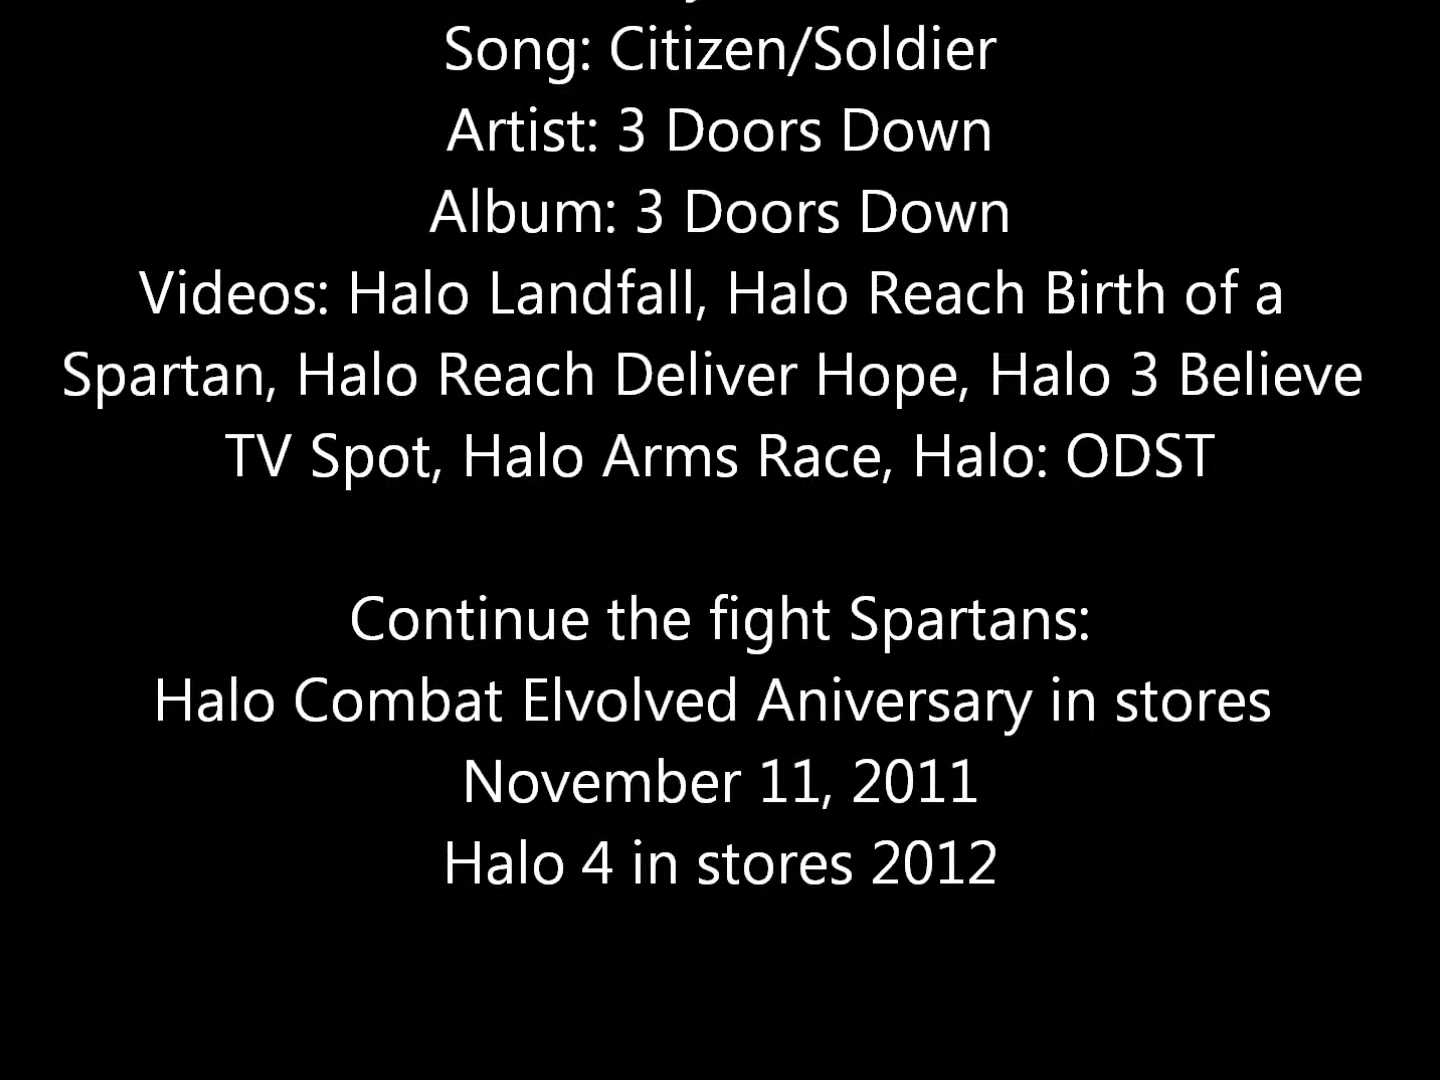 Song: Citizen/Soldier
Artist: 3 Doors Down
Album: 3 Doors Down
Videos: Halo Landfall, Halo Reach Birth of a
Spartan, Halo Reach Deliver Hope, Halo 3 Believe
TV Spot, Halo Arms Race, Halo: ODST
Continue the fight Spartans:
Halo Combat Elvolved Aniversary in stores
November 11, 2011
Halo 4 in stores 2012